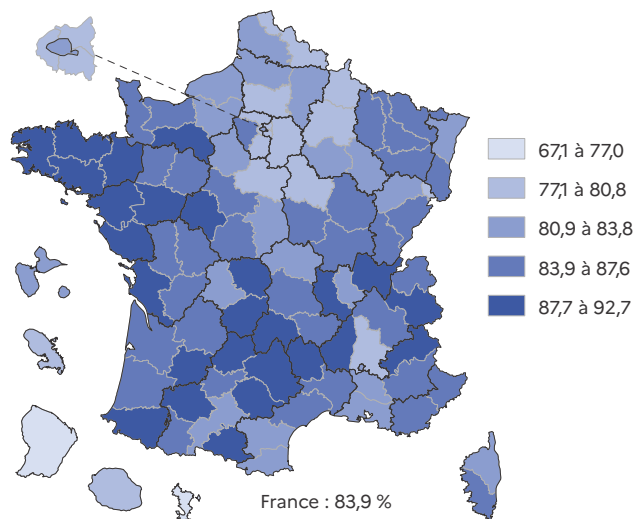 67,1 à 77,0
77,1 à 80,8
80,9 à 83,8
83,9 à 87,6
87,7 à 92,7
France : 83,9 %